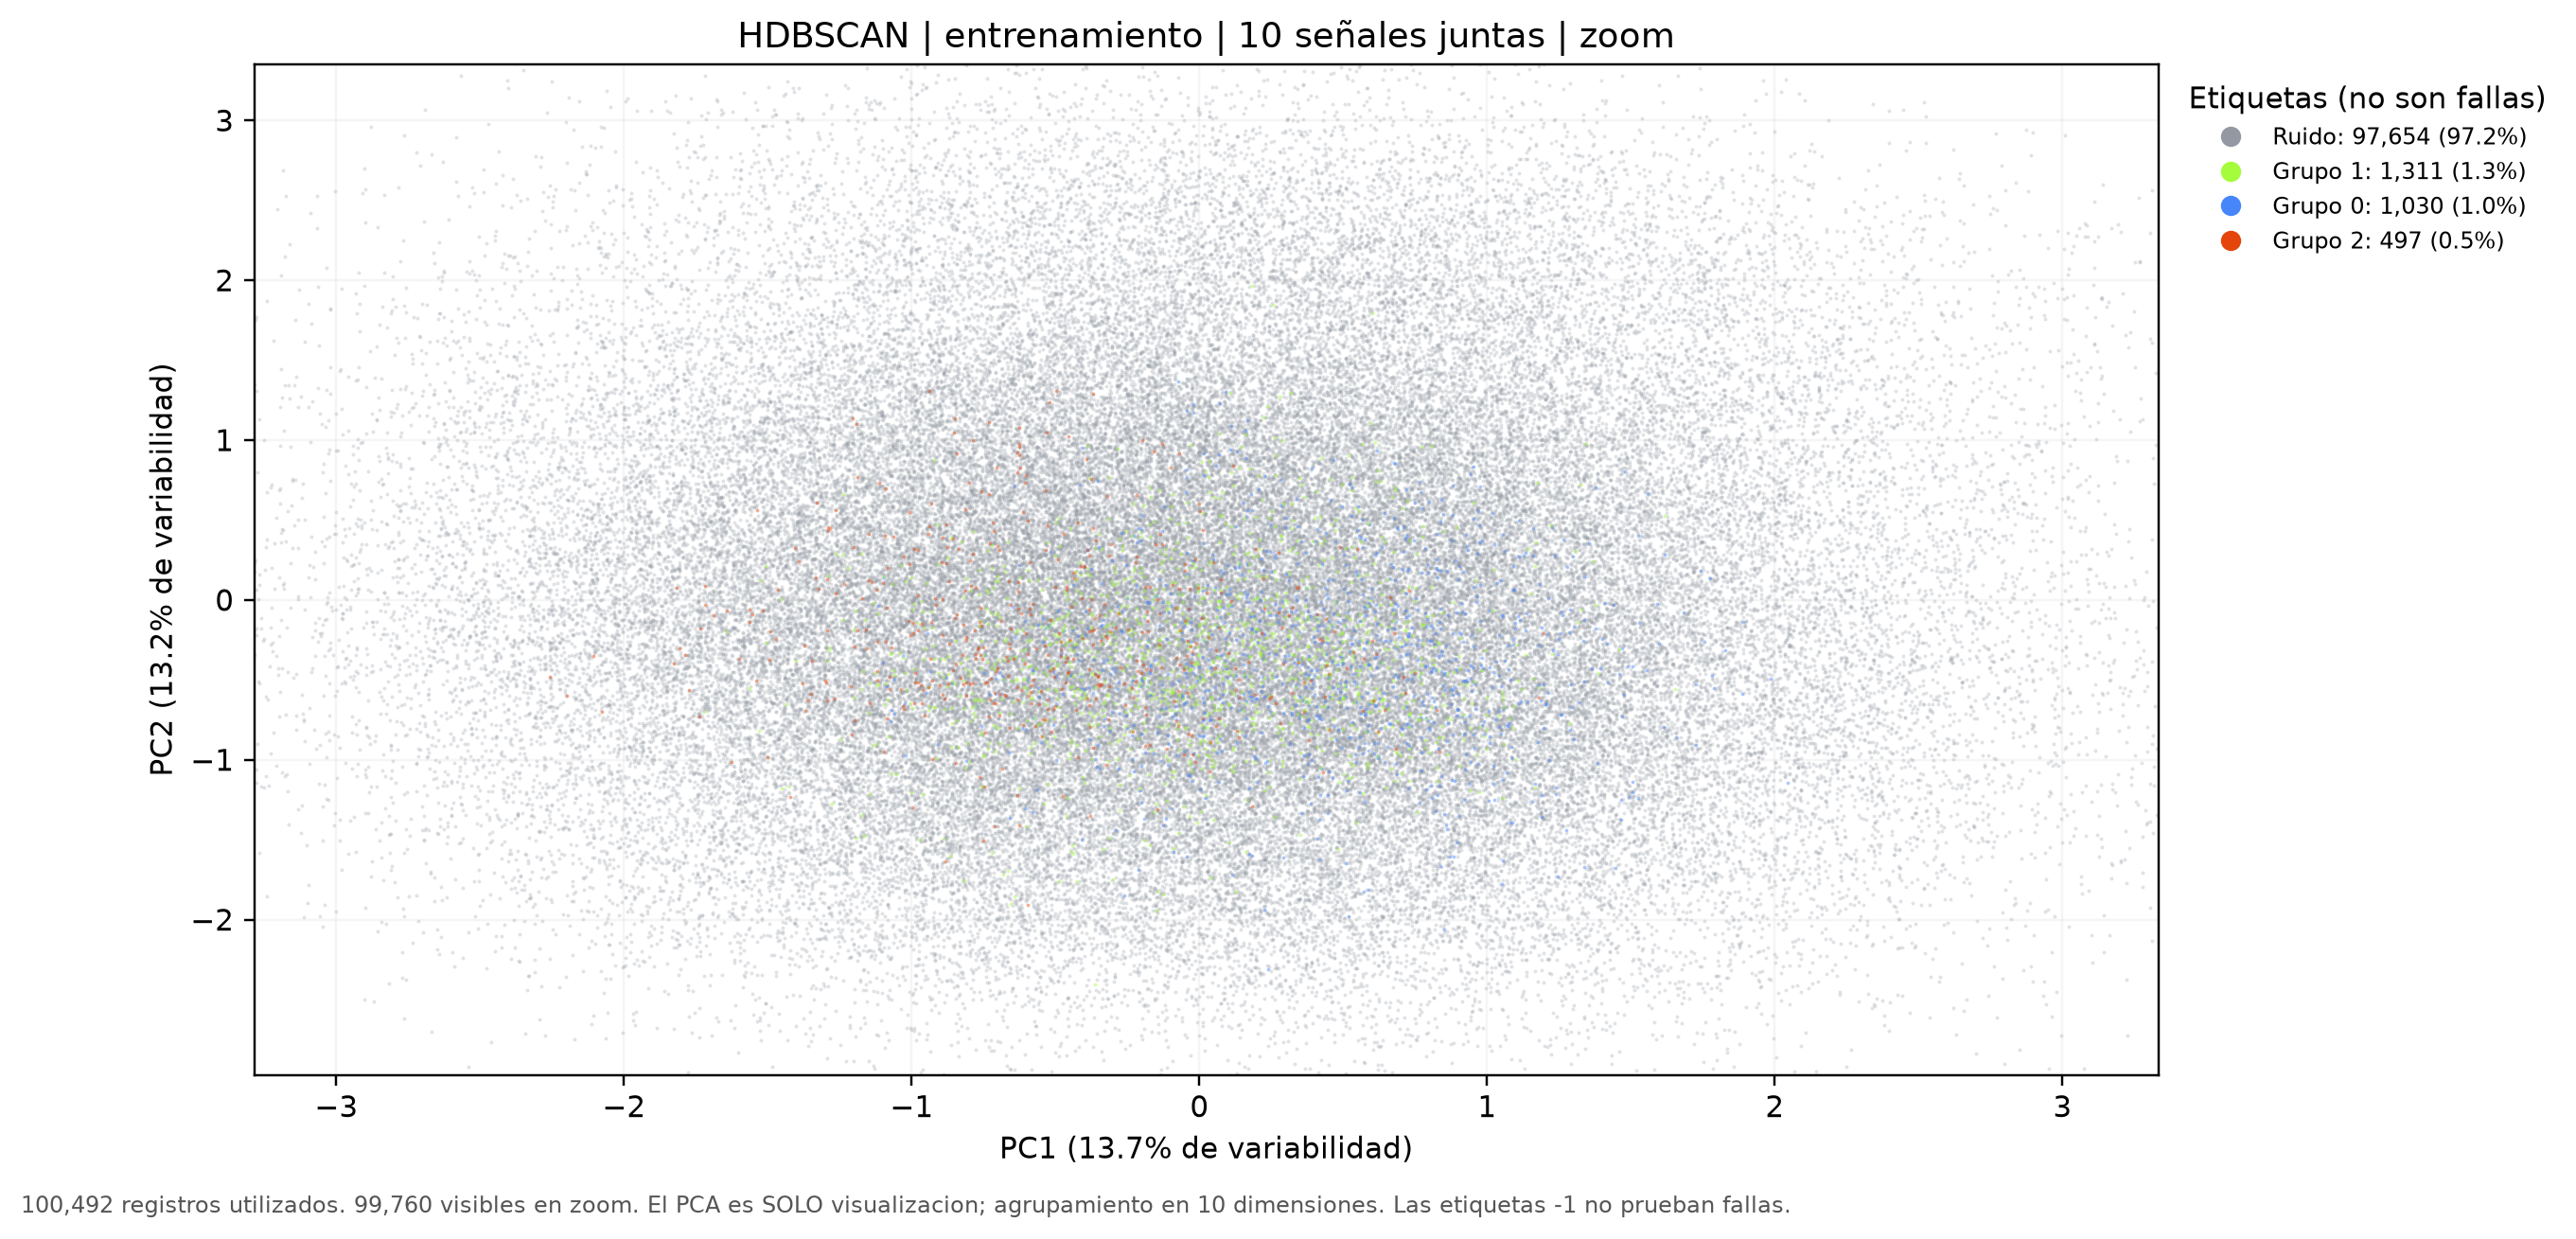 HDBSCAN | entrenamiento | 10 señales juntas | zoom
Etiquetas (no son fallas)
Ruido: 97,654 (97.2%)
Grupo 1: 1,311 (1.3%)
Grupo 0: 1,030 (1.0%)
Grupo 2: 497 (0.5%)
PC2 (13.2% de variabilidad)
3
2
1
0
−1
−2
−3
−2
−1
0
1
2
3
PC1 (13.7% de variabilidad)
100,492 registros utilizados. 99,760 visibles en zoom. El PCA es SOLO visualizacion; agrupamiento en 10 dimensiones. Las etiquetas -1 no prueban fallas.